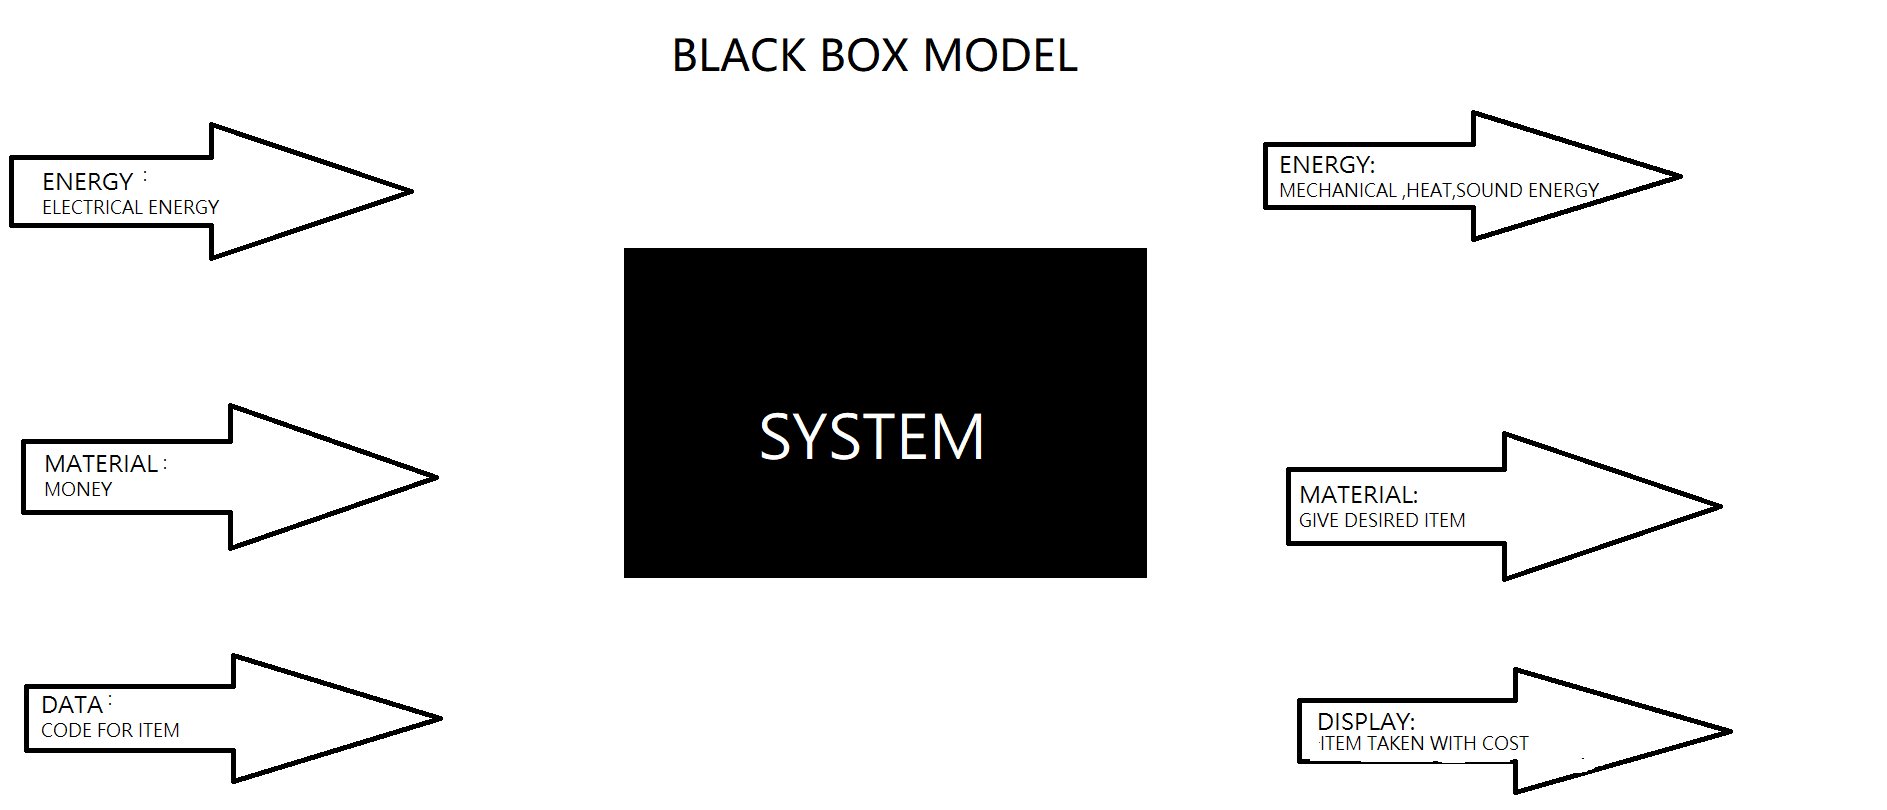 BLACK BOX MODEL
ENERGY :
ELECTRICAL ENERGY
ENERGY:
MECHANICAL ,HEAT,SOUND ENERGY
SYSTEM
MATERIAL :
MONEY
MATERIAL:
GIVE DESIRED ITEM
DATA :
CODE FOR ITEM
DISPLAY:
ITEM TAKEN WITH COST